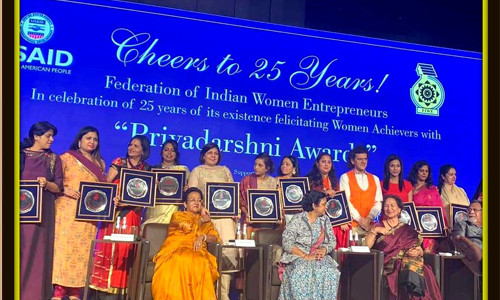 Cheers to 25 Years!
SAID
AMERICAN PEOPLE
Federation of Indian Women Entrepreneurs
In celebration of 25 years of its existence felicitating Women Achievers with
"Priyadarshni Awards"
FIWE